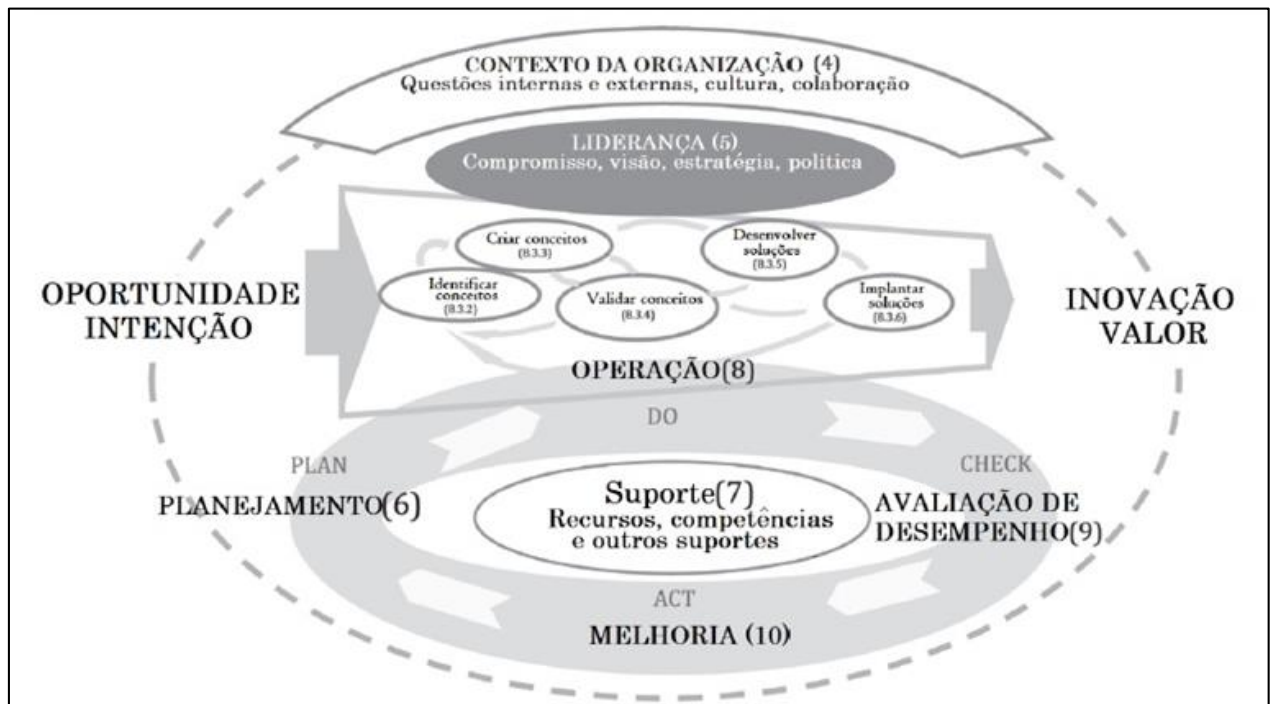 CONTEXTO DA ORGANIZAÇÃO (4)
Questões internas e externas, cultura, colaboração
LIDERANÇA (5)
Compromisso, visão, estratégia, politica
Criar conceitos
(8.3.3)
Desenvolver
soluções
(8.3.5)
Identificar
conceitos
(8.3.2)
Validar conceitos
(8.3.4)
Implantar
soluções
(8.3.6)
OPORTUNIDADE
INTENÇÃO
INOVAÇÃO
VALOR
OPERAÇÃO(8)
DO
PLAN
PLANEJAMENTO(6)
CHECK
AVALIAÇÃO DE
DESEMPENHO(9)
Suporte(7)
Recursos, competências
e outros suportes
ACT
MELHORIA (10)